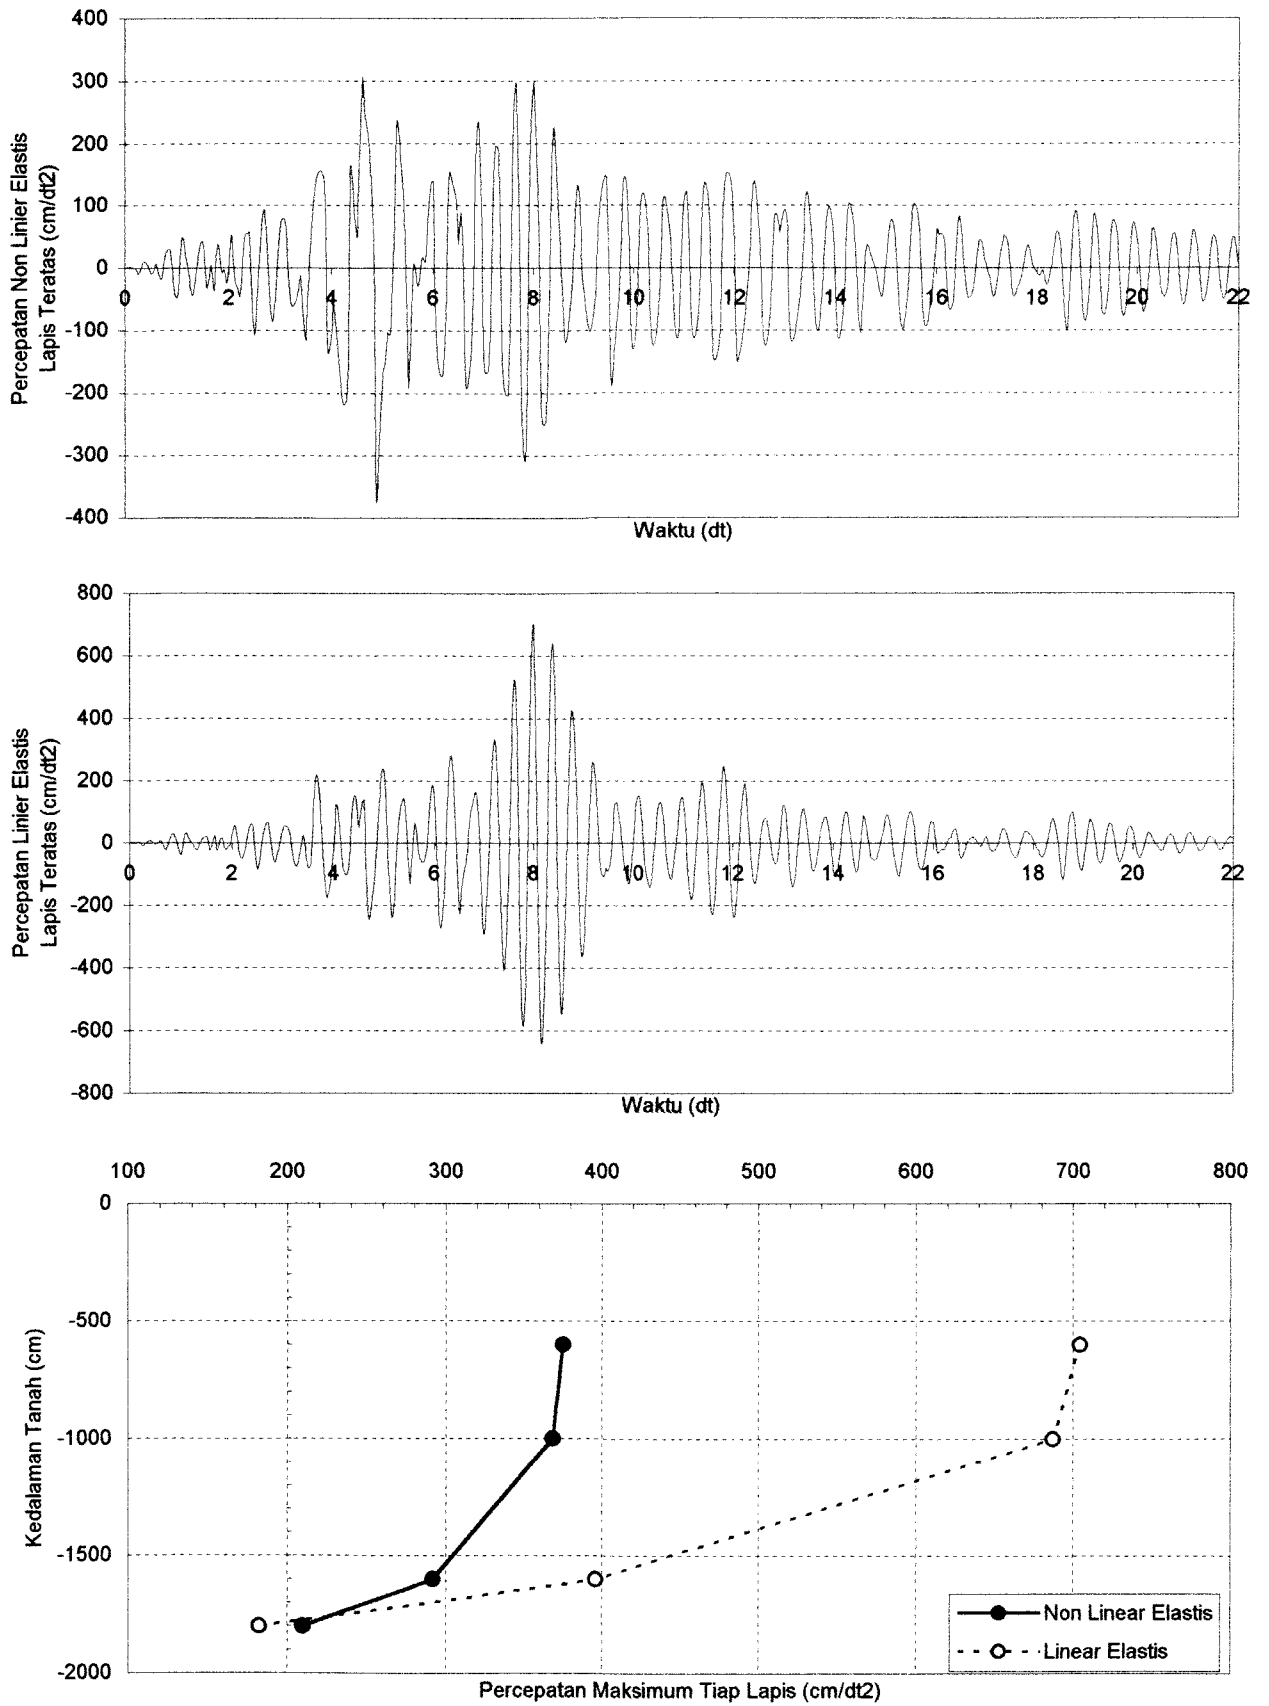 400
300
200
100
0
-100
-200
-300
-400
Percepatan Non Linier Elastis
Lapis Teratas (cm/dt2)
0 2 4 6 8 10 12 14 16 18 20 22
Waktu (dt)
800
600
400
200
0
-200
-400
-600
-800
Percepatan Linier Elastis
Lapis Teratas (cm/dt2)
0 2 4 6 8 10 12 14 16 18 20 22
Waktu (dt)
100 200 300 400 500 600 700 800
0
-500
-1000
-1500
-2000
Kedalaman Tanah (cm)
Non Linear Elastis
Linear Elastis
Percepatan Maksimum Tiap Lapis (cm/dt2)